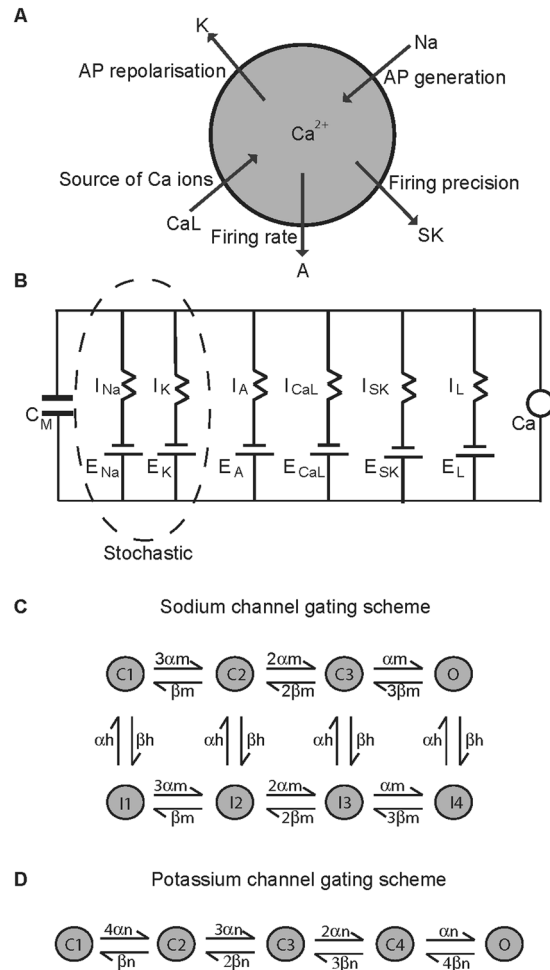 A
K
Na
AP repolarisation
AP generation
Ca2+
Source of Ca ions
Firing precision
CaL
Firing rate
SK
A
B
CM
INa
IK
IA
ICaL
ISK
IL
Ca
ENa
EK
EA
ECaL
ESK
EL
Stochastic
C
Sodium channel gating scheme
3αm 2αm αm
C1 C2 C3 O
βm 2βm 3βm
αh βh αh βh αh βh αh βh
3αm 2αm αm
I1 I2 I3 I4
βm 2βm 3βm
D
Potassium channel gating scheme
4αn 3αn 2αn αn
C1 C2 C3 C4 O
βn 2βn 3βn 4βn